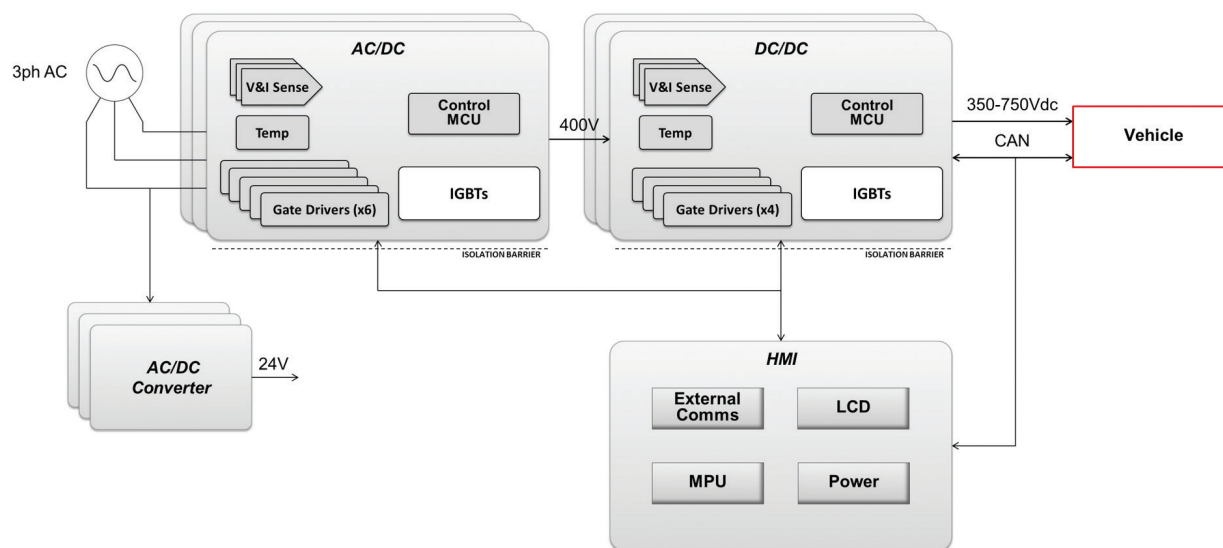 AC/DC
DC/DC
3ph AC
V&I Sense
Control
MCU
Temp
IGBTs
Gate Drivers (x6)
400V
V&I Sense
Control
MCU
Temp
IGBTs
Gate Drivers (x4)
350-750Vdc
CAN
Vehicle
ISOLATION BARRIER
ISOLATION BARRIER
AC/DC
Converter
24V
HMI
External
Comms
LCD
MPU
Power